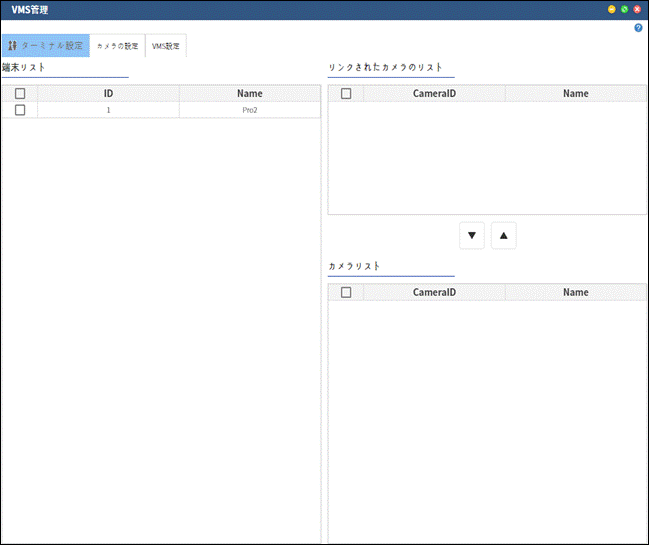 VMS管理
ターミナル設定 カメラの設定 VMS設定
端末リスト
ID Name
1 Pro2
リンクされたカメラのリスト
CameraID Name
▼ ▲
カメラリスト
CameraID Name